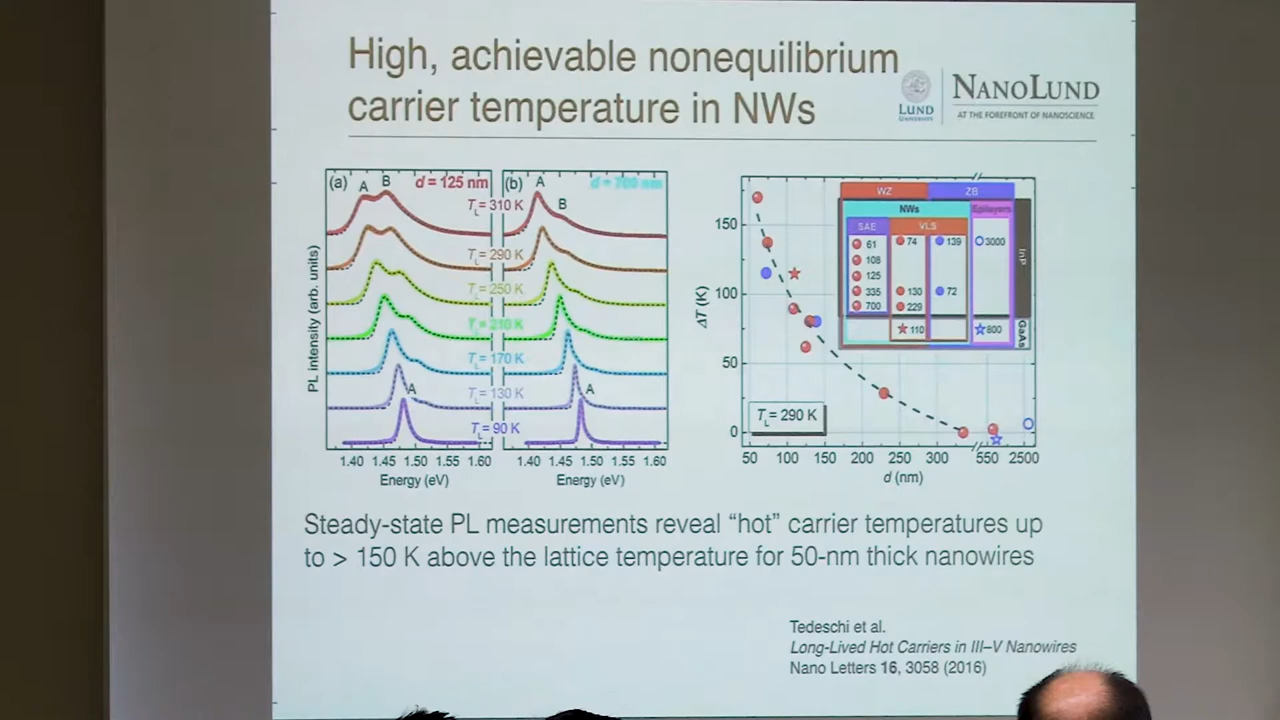 High, achievable nonequilibrium
carrier temperature in NWs
LUND
UNIVERSITY
NANOLUND
AT THE FOREFRONT OF NANOSCIENCE
(a) A B d = 125 nm
(b) A B d = 700 nm
T_L = 310 K
T_L = 290 K
T_L = 250 K
T_L = 210 K
T_L = 170 K
T_L = 130 K
A A
T_L = 90 K
PL intensity (arb. units)
1.40 1.45 1.50 1.55 1.60
1.40 1.45 1.50 1.55 1.60
Energy (eV)
Energy (eV)
WZ ZB
NWs Epilayers
SAE VLS
61 74 139 3000
108
125
335 130 72
700 229
110 800
InP
GaAs
150
100
50
0
ΔT (K)
T_L = 290 K
50 100 150 200 250 300 550 2500
d (nm)
Steady-state PL measurements reveal “hot” carrier temperatures up
to > 150 K above the lattice temperature for 50-nm thick nanowires
Tedeschi et al.
Long-Lived Hot Carriers in III–V Nanowires
Nano Letters 16, 3058 (2016)